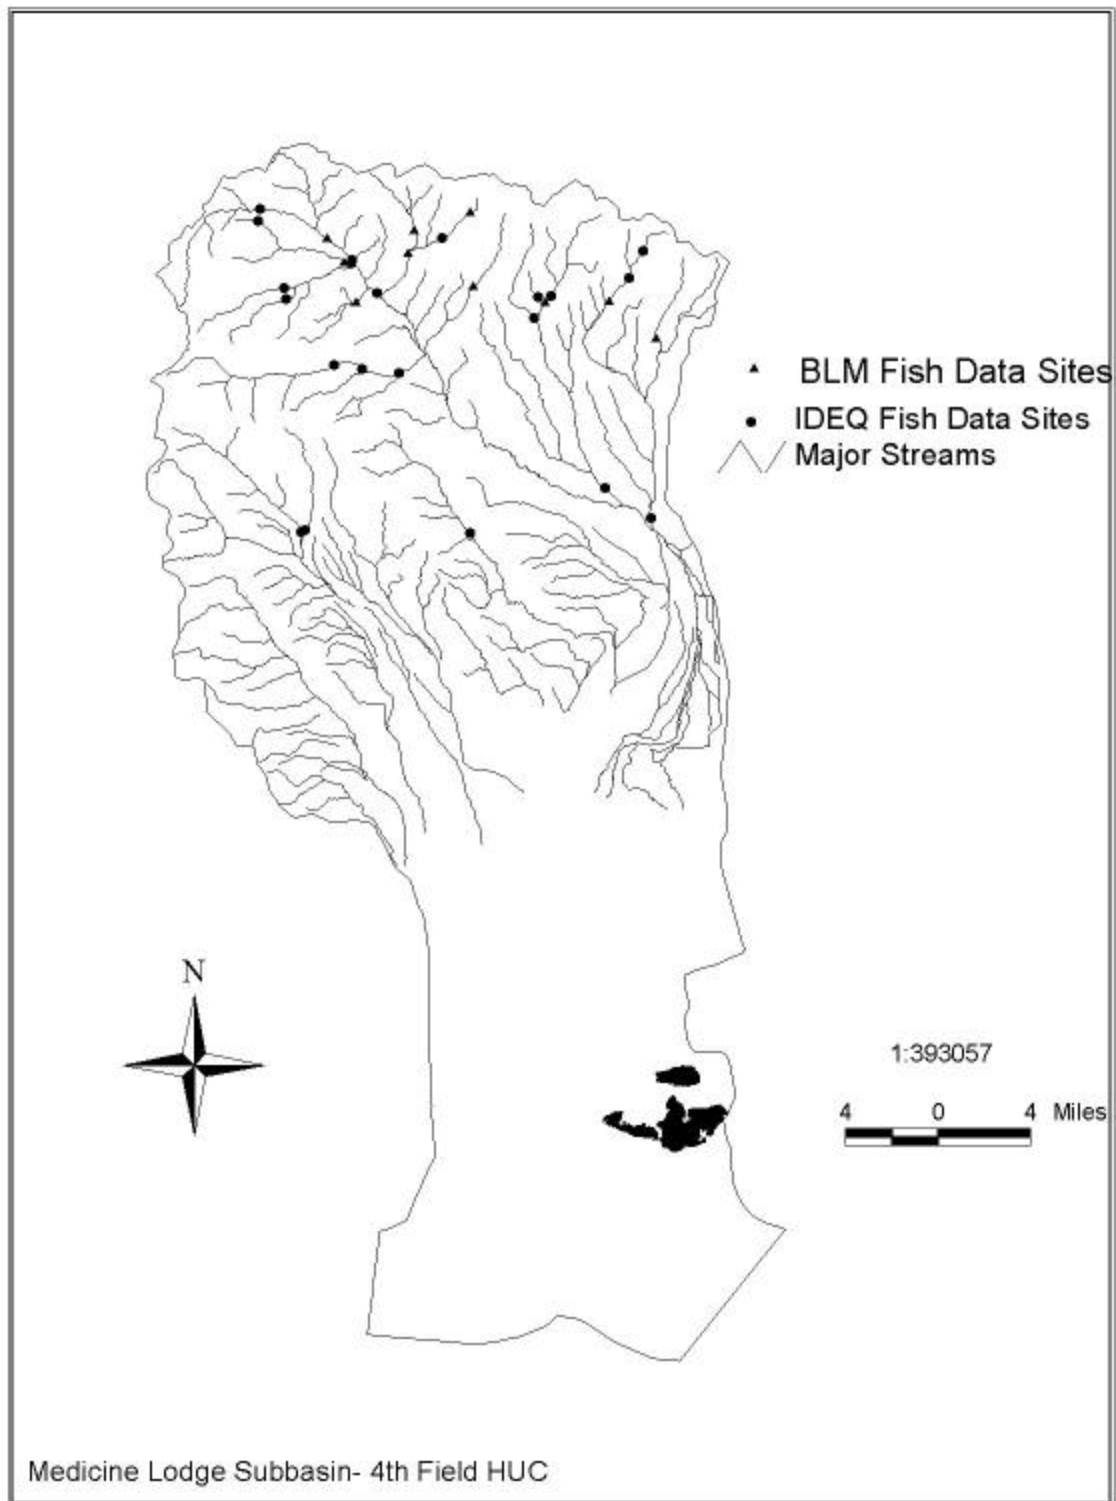 BLM Fish Data Sites
IDEQ Fish Data Sites
Major Streams
N
1:393057
4 0 4 Miles
Medicine Lodge Subbasin- 4th Field HUC